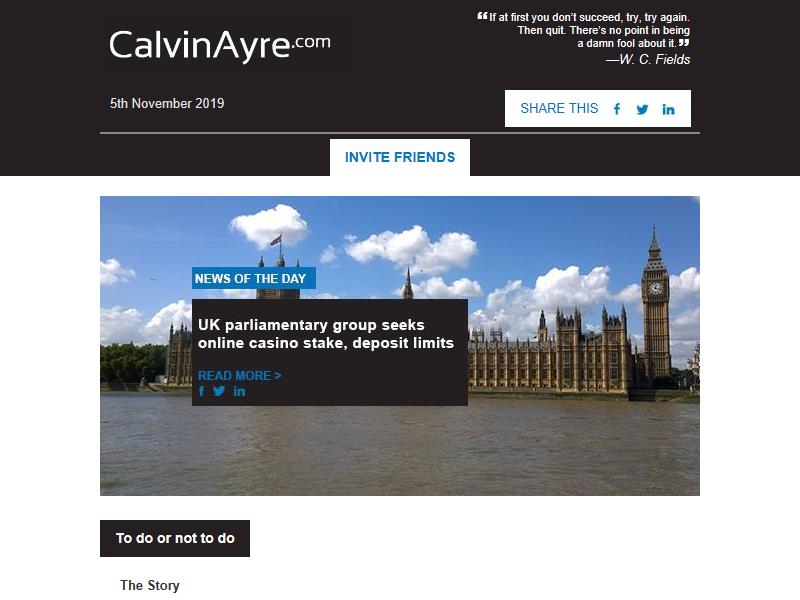 CalvinAyre.com
“If at first you don’t succeed, try, try again.
Then quit. There’s no point in being
a damn fool about it.”
—W. C. Fields
5th November 2019
SHARE THIS
INVITE FRIENDS
NEWS OF THE DAY
UK parliamentary group seeks
online casino stake, deposit limits
READ MORE >
To do or not to do
The Story